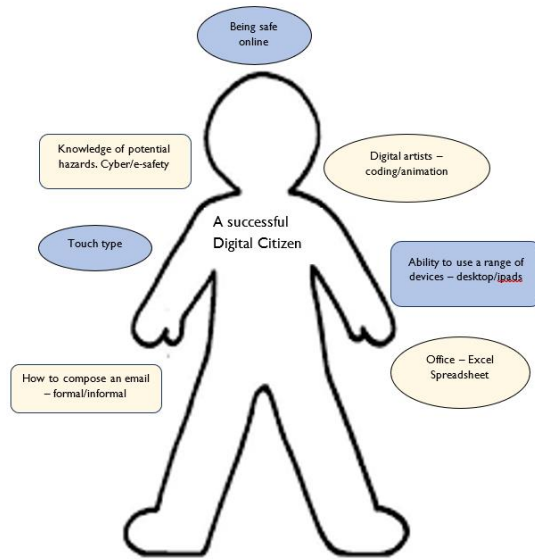 Being safe
online
Knowledge of potential
hazards. Cyber/e-safety
Digital artists –
coding/animation
A successful
Digital Citizen
Touch type
Ability to use a range of
devices – desktop/ipads
How to compose an email
– formal/informal
Office – Excel
Spreadsheet